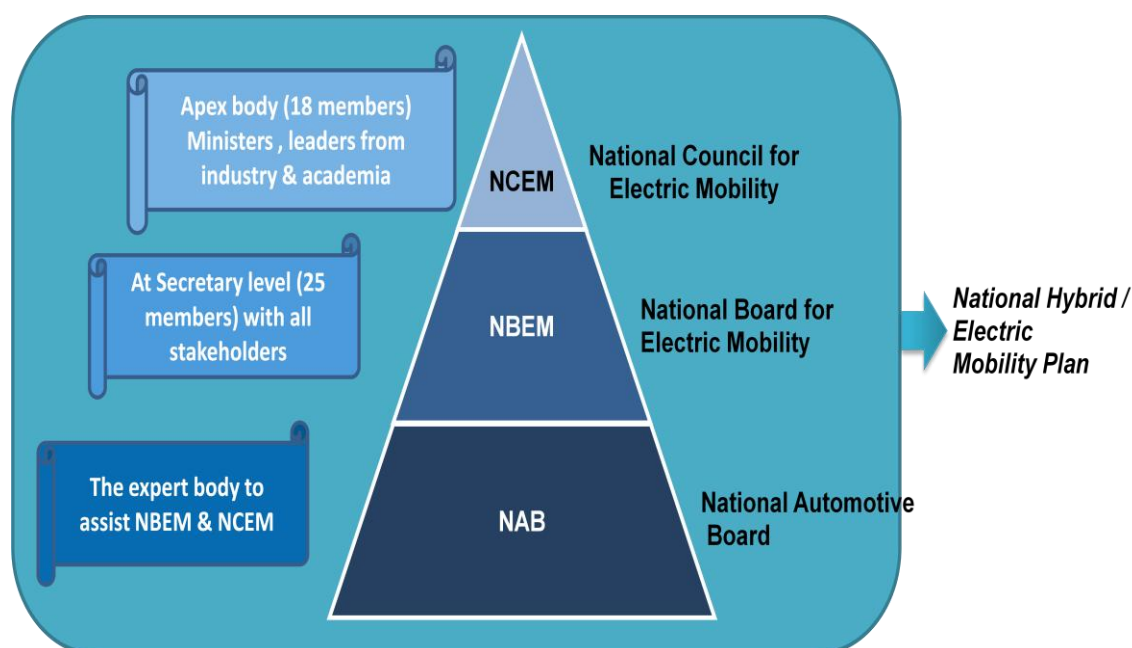 Apex body (18 members)
Ministers , leaders from
industry & academia
NCEM
National Council for
Electric Mobility
At Secretary level (25
members) with all
stakeholders
NBEM
National Board for
Electric Mobility
The expert body to
assist NBEM & NCEM
NAB
National Automotive
Board
National Hybrid /
Electric
Mobility Plan